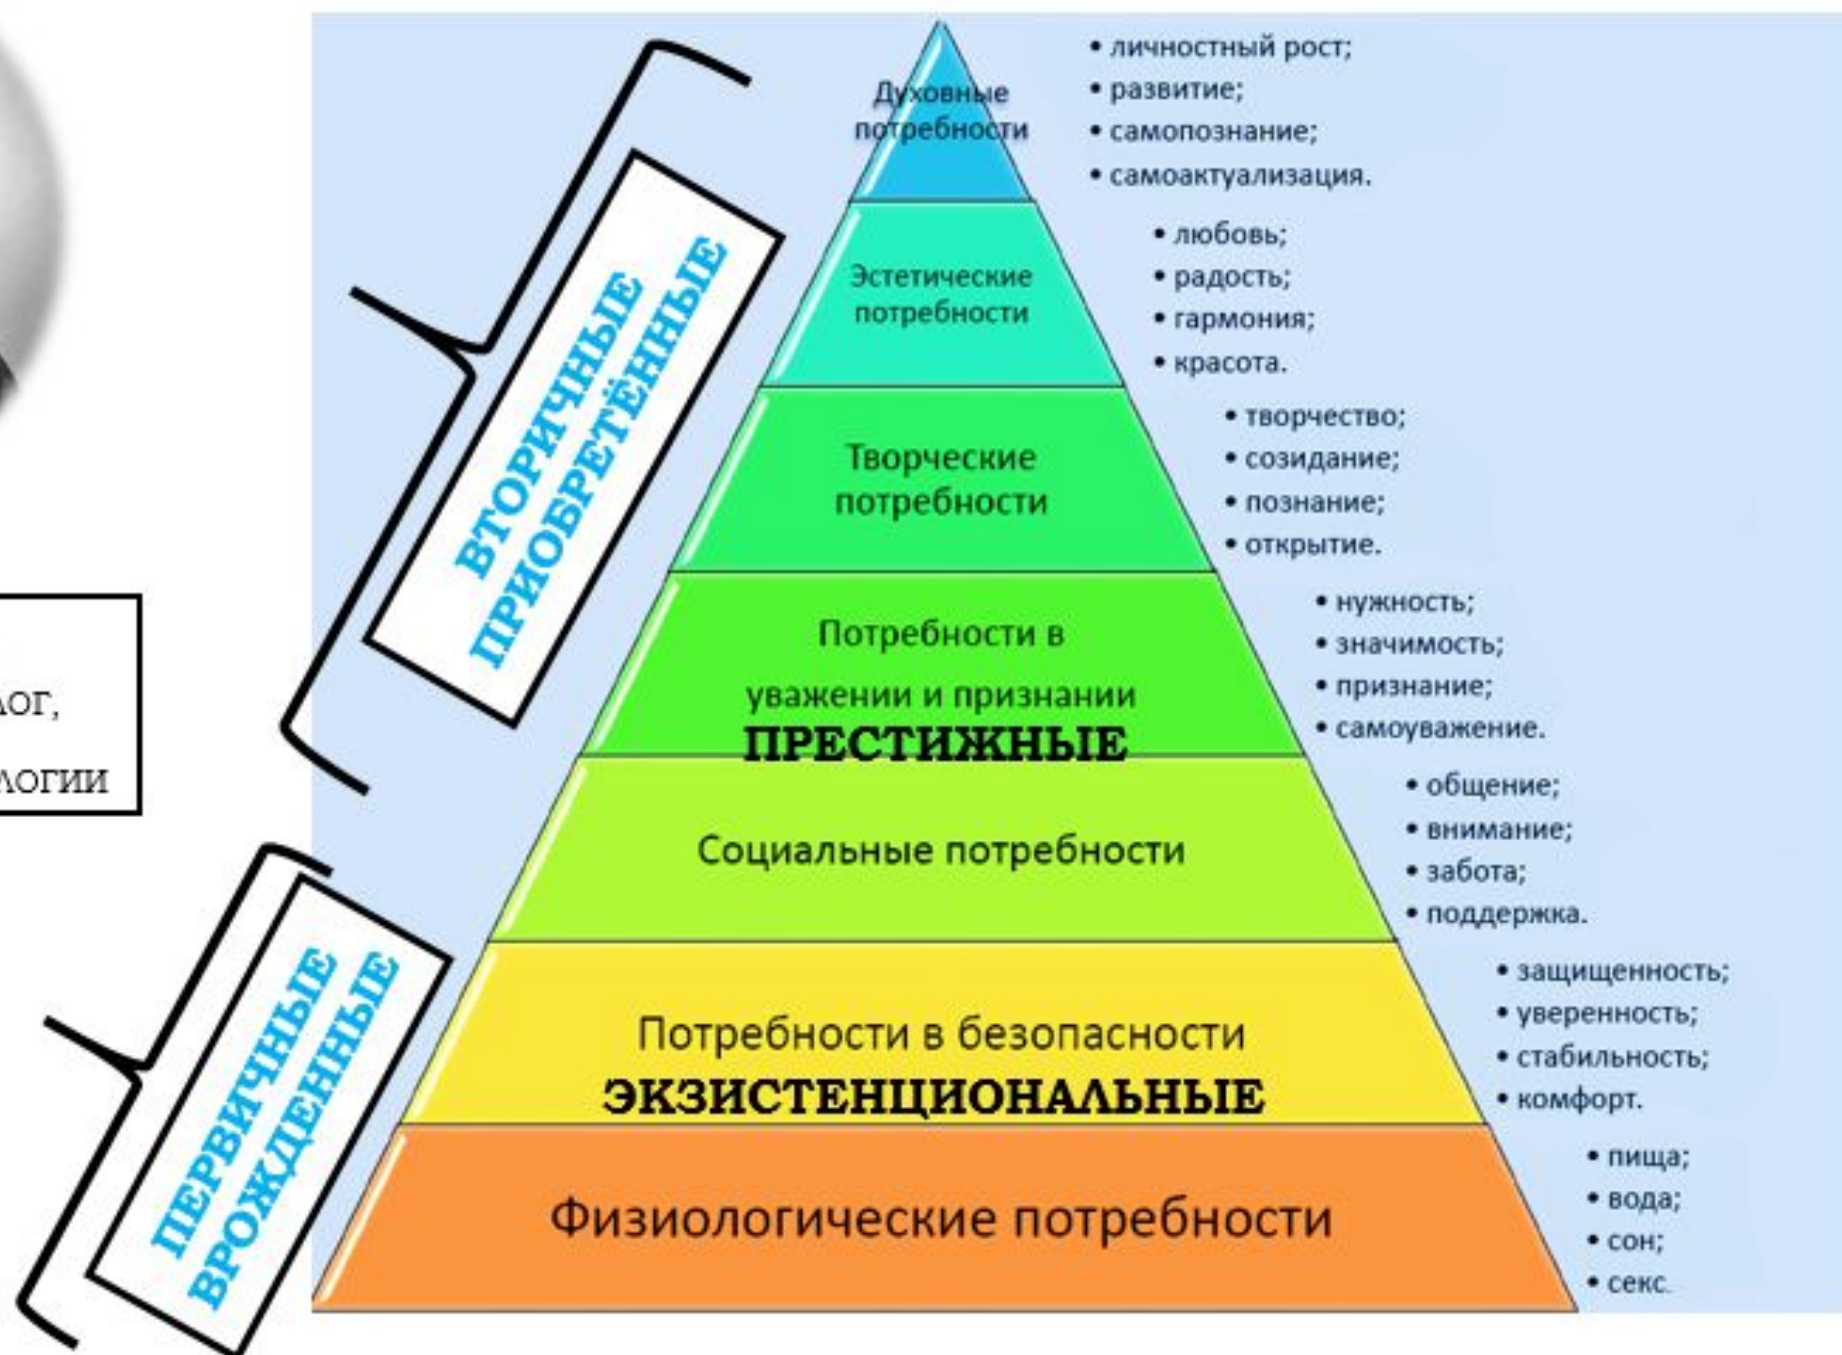 Духовные
потребности
• личностный рост;
• развитие;
• самопознание;
• самоактуализация.
Эстетические
потребности
• любовь;
• радость;
• гармония;
• красота.
Творческие
потребности
• творчество;
• созидание;
• познание;
• открытие.
Потребности в
уважении и признании
ПРЕСТИЖНЫЕ
• нужность;
• значимость;
• признание;
• самоуважение.
Социальные потребности
• общение;
• внимание;
• забота;
• поддержка.
Потребности в безопасности
ЭКЗИСТЕНЦИОНАЛЬНЫЕ
• защищенность;
• уверенность;
• стабильность;
• комфорт.
Физиологические потребности
• пища;
• вода;
• сон;
• секс.
ВТОРИЧНЫЕ
ПРИОБРЕТЁННЫЕ
ПЕРВИЧНЫЕ
ВРОЖДЕННЫЕ